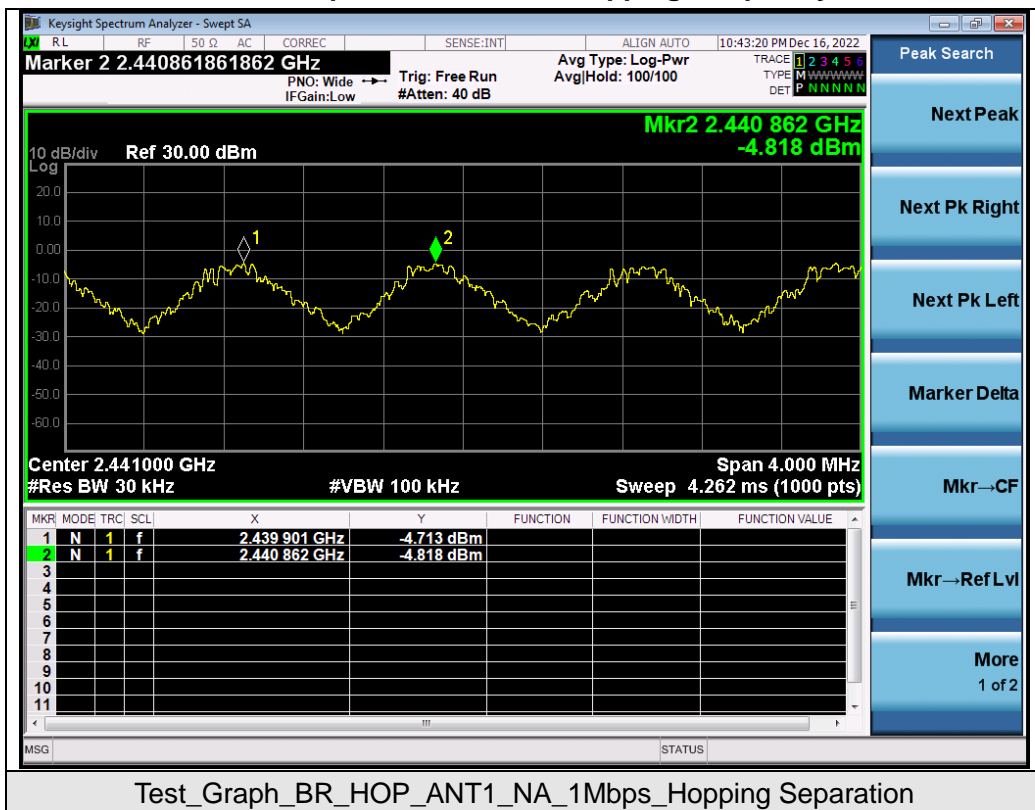 Keysight Spectrum Analyzer - Swept SA
LXI RL RF 50 Ω AC CORREC SENSE:INT ALIGN AUTO 10:43:20 PM Dec 16, 2022
Marker 2 2.440861861862 GHz
PNO: Wide
IFGain:Low
Trig: Free Run
#Atten: 40 dB
Avg Type: Log-Pwr
Avg|Hold: 100/100
TRACE 1 2 3 4 5 6
TYPE M WWWWW
DET P N N N N N
Peak Search
Next Peak
Next Pk Right
Next Pk Left
Marker Delta
Mkr→CF
Mkr→Ref Lvl
More
1 of 2
Mkr2 2.440 862 GHz
-4.818 dBm
10 dB/div Ref 30.00 dBm
Log
20.0
10.0
0.00
-10.0
-20.0
-30.0
-40.0
-50.0
-60.0
1
2
Center 2.441000 GHz Span 4.000 MHz
#Res BW 30 kHz #VBW 100 kHz Sweep 4.262 ms (1000 pts)
MKR MODE TRC SCL X Y FUNCTION FUNCTION WIDTH FUNCTION VALUE
1 N 1 f 2.439 901 GHz -4.713 dBm
2 N 1 f 2.440 862 GHz -4.818 dBm
3
4
5
6
7
8
9
10
11
MSG STATUS
Test_Graph_BR_HOP_ANT1_NA_1Mbps_Hopping Separation